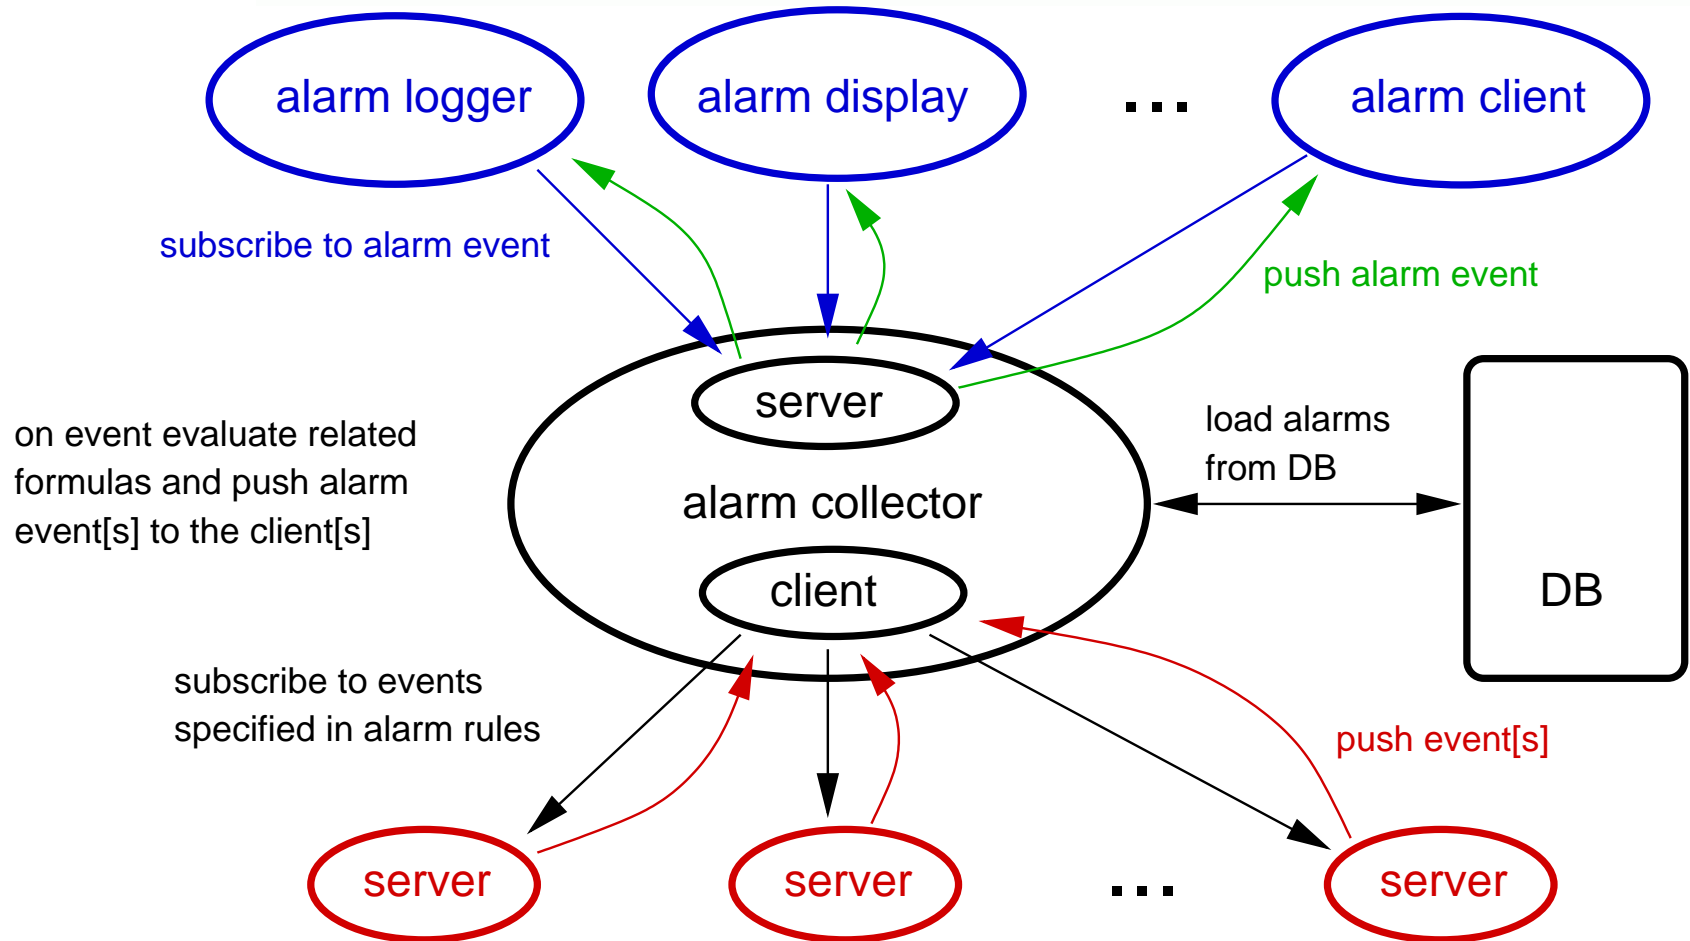 alarm logger
alarm display
...
alarm client
subscribe to alarm event
push alarm event
server
on event evaluate related
formulas and push alarm
event[s] to the client[s]
load alarms
from DB
alarm collector
client
DB
subscribe to events
specified in alarm rules
push event[s]
server
server
...
server